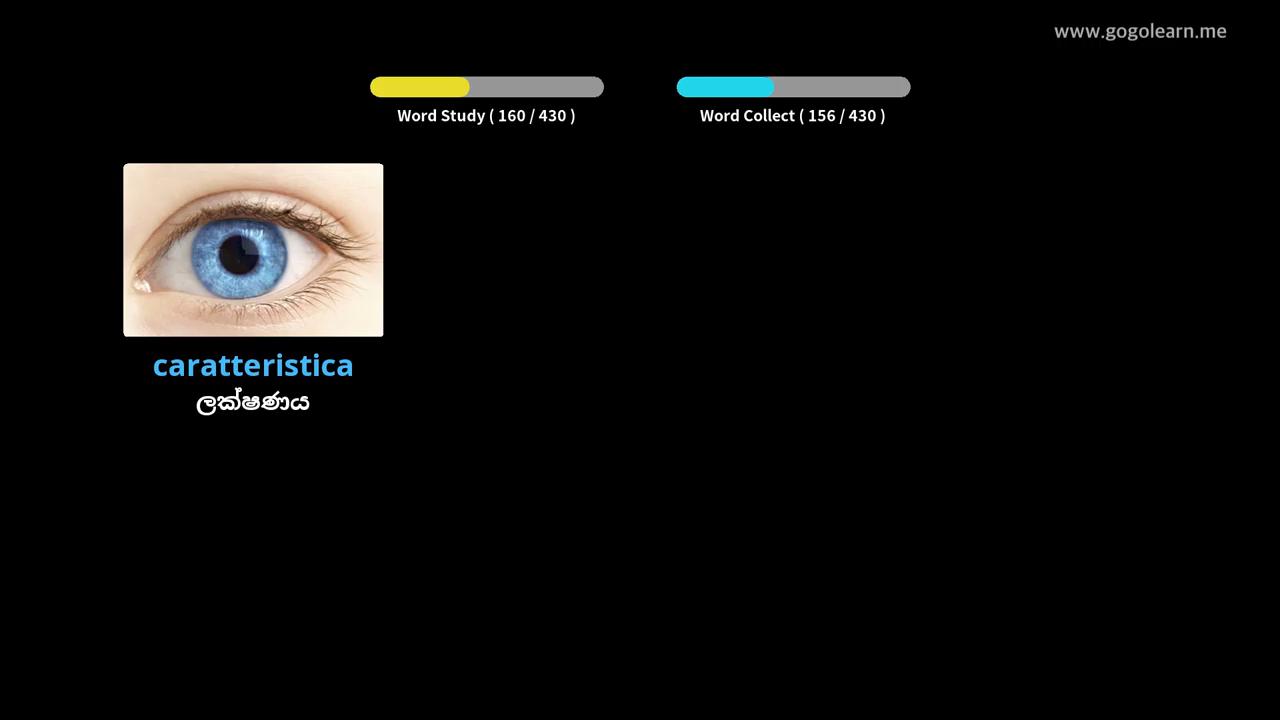 www.gogolearn.me
Word Study ( 160 / 430 )
Word Collect ( 156 / 430 )
caratteristica
ලක්ෂණය